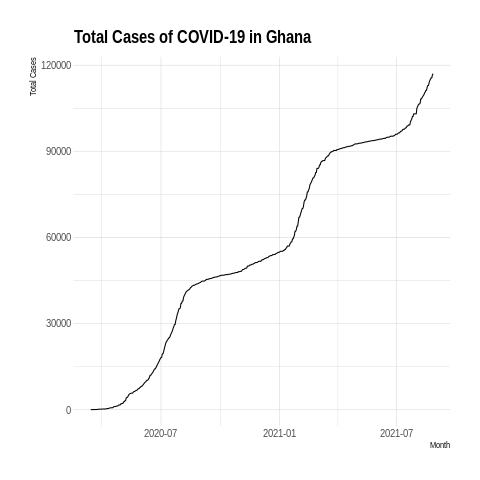 Total Cases of COVID-19 in Ghana
Total Cases
120000
90000
60000
30000
0
2020-07
2021-01
2021-07
Month